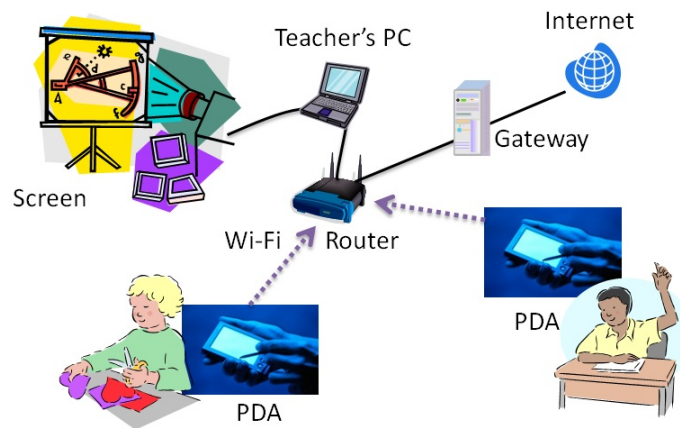 Internet
Teacher's PC
Gateway
Screen
Wi-Fi Router
PDA
PDA
A
e
d
c
g
f